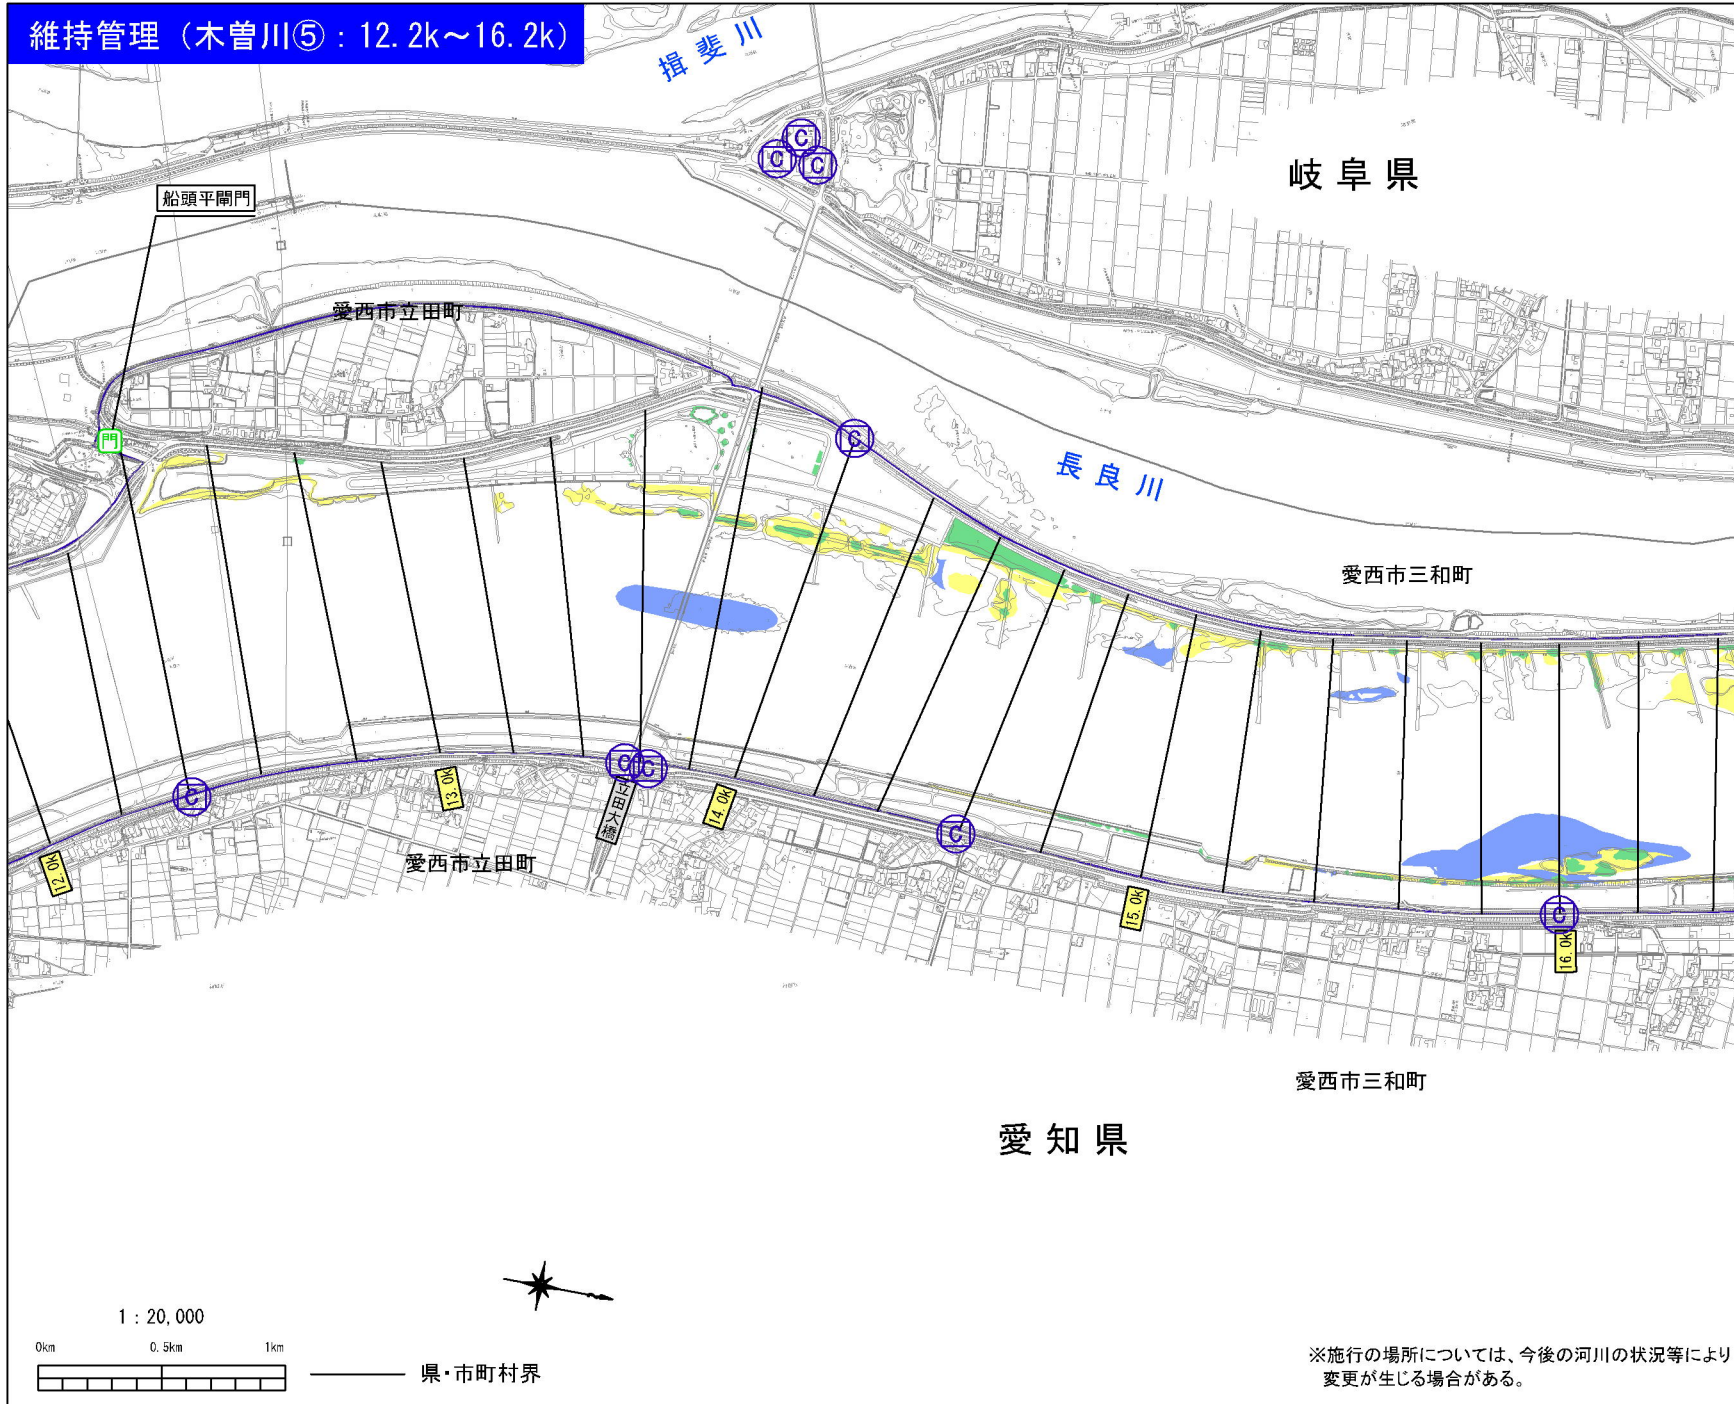 維持管理（木曽川⑤：12.2k～16.2k）
揖斐川
岐阜県
船頭平閘門
愛西市立田町
門
C
C
C
C
長良川
愛西市三和町
C
C
C
C
C
12.0k
13.0k
立田大橋
14.0k
15.0k
16.0k
愛西市立田町
愛西市三和町
愛知県
1：20,000
0km 0.5km 1km
県・市町村界
※施行の場所については、今後の河川の状況等により
変更が生じる場合がある。